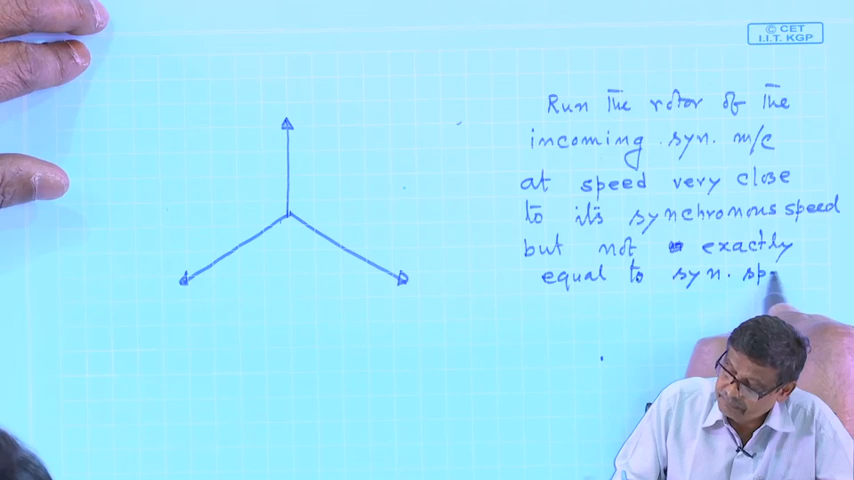 © CET
I.I.T. KGP
Run the rotor of the
incoming syn. m/c
at speed very close
to its synchronous speed
but not exactly
equal to syn. sp